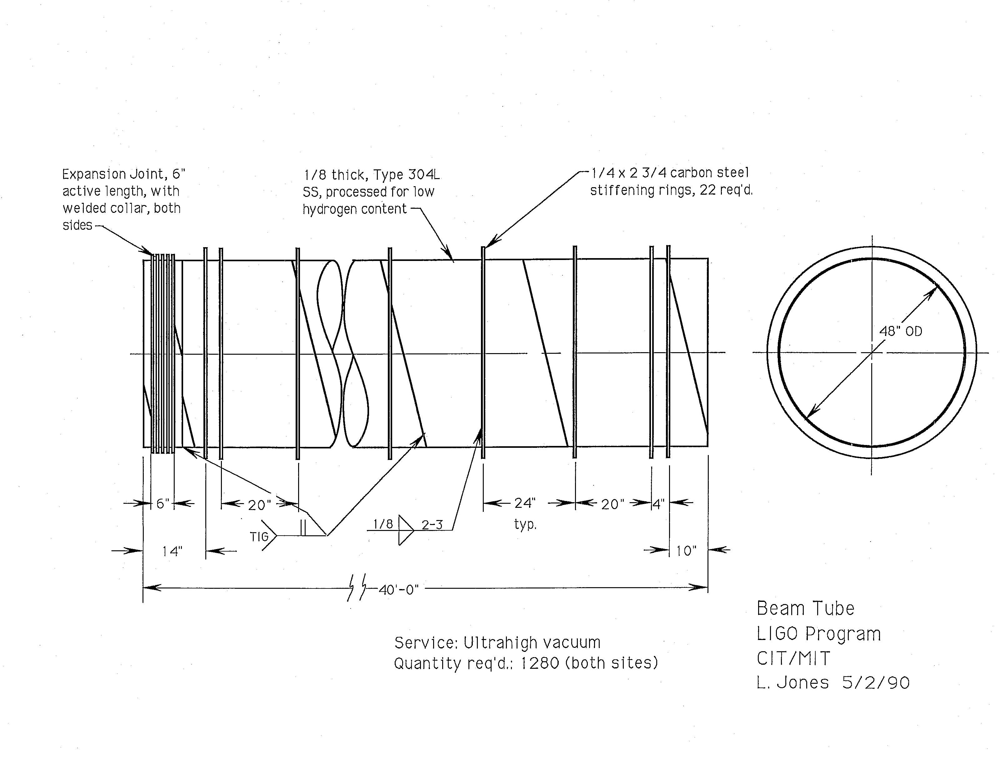 Expansion Joint, 6"
active length, with
welded collar, both
sides
1/8 thick, Type 304L
SS, processed for low
hydrogen content
1/4 x 2 3/4 carbon steel
stiffening rings, 22 req'd.
48" OD
6"
20"
24"
typ.
20"
4"
TIG
1/8
2-3
14"
10"
40'-0"
Service: Ultrahigh vacuum
Quantity req'd.: 1280 (both sites)
Beam Tube
LIGO Program
CIT/MIT
L. Jones 5/2/90